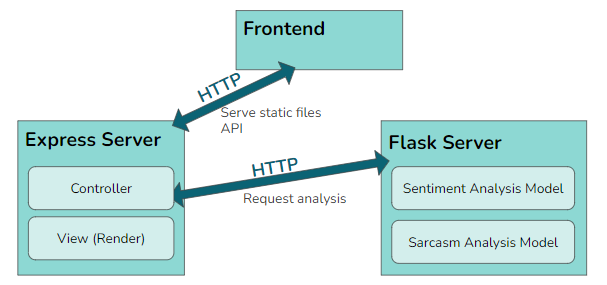 Frontend
HTTP
Serve static files
API
Express Server
Controller
View (Render)
HTTP
Request analysis
Flask Server
Sentiment Analysis Model
Sarcasm Analysis Model